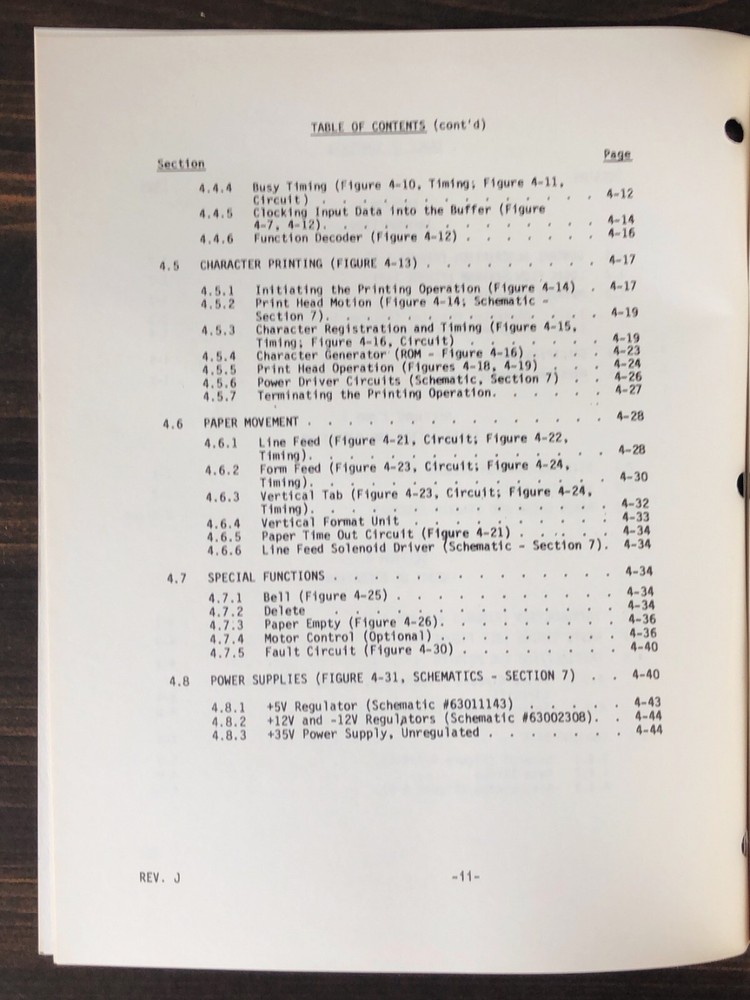 TABLE OF CONTENTS (cont'd)
Section Page
4.4.4 Busy Timing (Figure 4-10, Timing; Figure 4-11,
Circuit) . . . . . . . . . . . . . . . . . . 4-12
4.4.5 Clocking Input Data into the Buffer (Figure
4-7, 4-12). . . . . . . . . . . . . . . . . 4-14
4.4.6 Function Decoder (Figure 4-12) . . . . . . . 4-16
4.5 CHARACTER PRINTING (FIGURE 4-13) . . . . . . . . . 4-17
4.5.1 Initiating the Printing Operation (Figure 4-14) . 4-17
4.5.2 Print Head Motion (Figure 4-14; Schematic -
Section 7). . . . . . . . . . . . . . . . . 4-19
4.5.3 Character Registration and Timing (Figure 4-15,
Timing; Figure 4-16, Circuit) . . . . . . . 4-19
4.5.4 Character Generator (ROM - Figure 4-16) . . . . 4-23
4.5.5 Print Head Operation (Figures 4-18, 4-19) . . . 4-24
4.5.6 Power Driver Circuits (Schematic, Section 7) . . 4-26
4.5.7 Terminating the Printing Operation. . . . . . 4-27
4.6 PAPER MOVEMENT . . . . . . . . . . . . . . . . 4-28
4.6.1 Line Feed (Figure 4-21, Circuit; Figure 4-22,
Timing). . . . . . . . . . . . . . . . . . 4-28
4.6.2 Form Feed (Figure 4-23, Circuit; Figure 4-24,
Timing). . . . . . . . . . . . . . . . . . 4-30
4.6.3 Vertical Tab (Figure 4-23, Circuit; Figure 4-24,
Timing). . . . . . . . . . . . . . . . . . 4-32
4.6.4 Vertical Format Unit . . . . . . . . . . . 4-33
4.6.5 Paper Time Out Circuit (Figure 4-21) . . . . . 4-34
4.6.6 Line Feed Solenoid Driver (Schematic - Section 7). 4-34
4.7 SPECIAL FUNCTIONS . . . . . . . . . . . . . . . 4-34
4.7.1 Bell (Figure 4-25) . . . . . . . . . . . . 4-34
4.7.2 Delete . . . . . . . . . . . . . . . . 4-34
4.7.3 Paper Empty (Figure 4-26). . . . . . . . . . 4-36
4.7.4 Motor Control (Optional) . . . . . . . . . . 4-36
4.7.5 Fault Circuit (Figure 4-30) . . . . . . . . . 4-40
4.8 POWER SUPPLIES (FIGURE 4-31, SCHEMATICS - SECTION 7) . . 4-40
4.8.1 +5V Regulator (Schematic #63011143) . . . . . 4-43
4.8.2 +12V and -12V Regulators (Schematic #63002308). . 4-44
4.8.3 +35V Power Supply, Unregulated . . . . . . . 4-44
REV. J -ii-